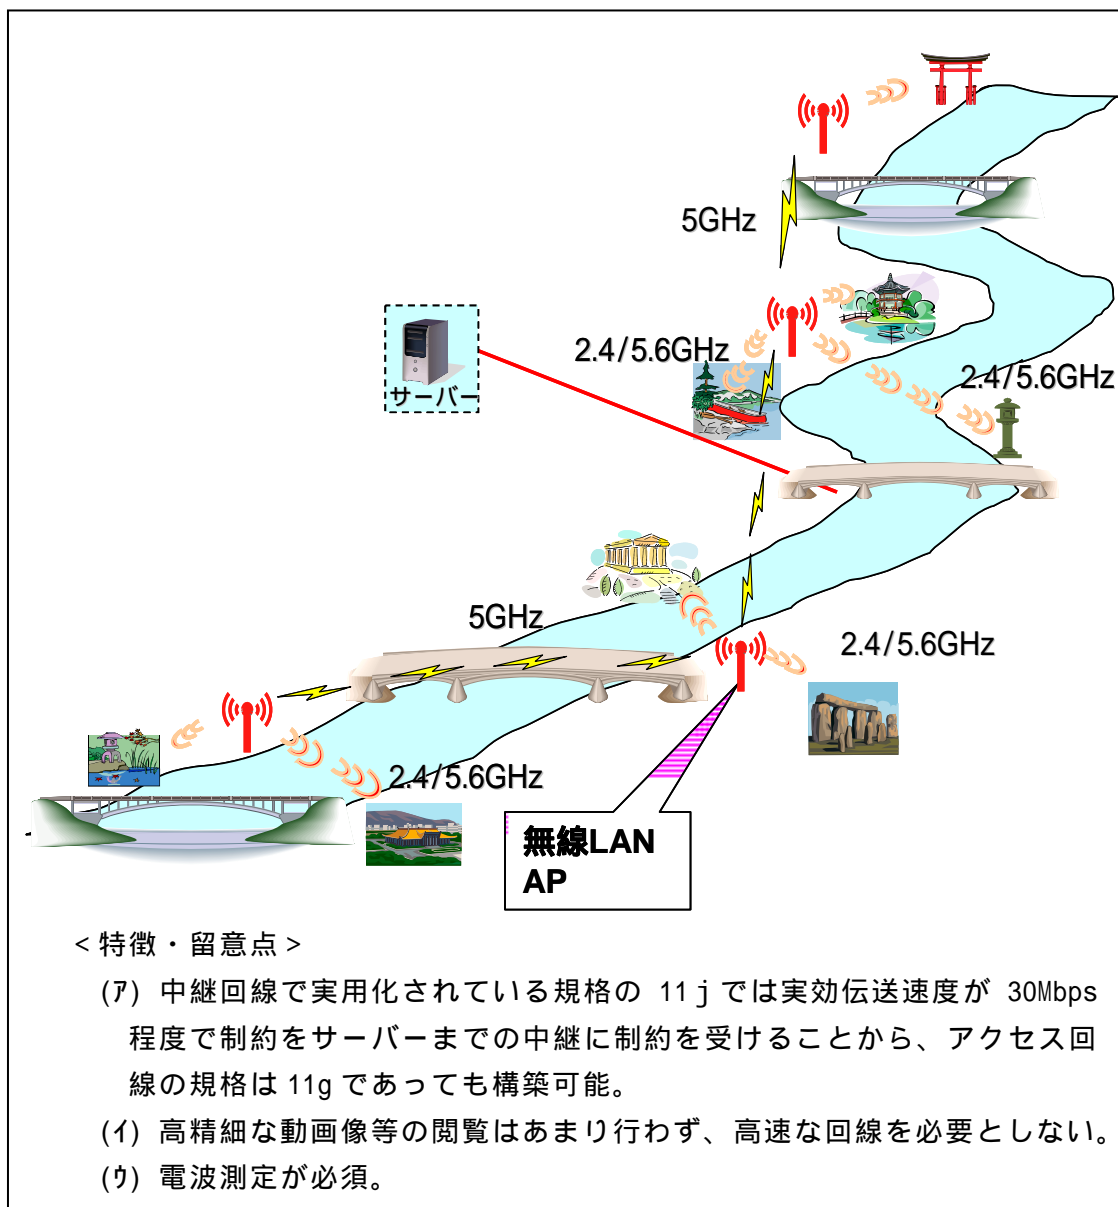 5GHz
2.4/5.6GHz
2.4/5.6GHz
サーバー
5GHz
2.4/5.6GHz
2.4/5.6GHz
無線LAN
AP
<特徴・留意点>
(ｱ) 中継回線で実用化されている規格の 11ｊでは実効伝送速度が 30Mbps
程度で制約をサーバーまでの中継に制約を受けることから、アクセス回
線の規格は 11g であっても構築可能。
(ｲ) 高精細な動画像等の閲覧はあまり行わず、高速な回線を必要としない。
(ｳ) 電波測定が必須。